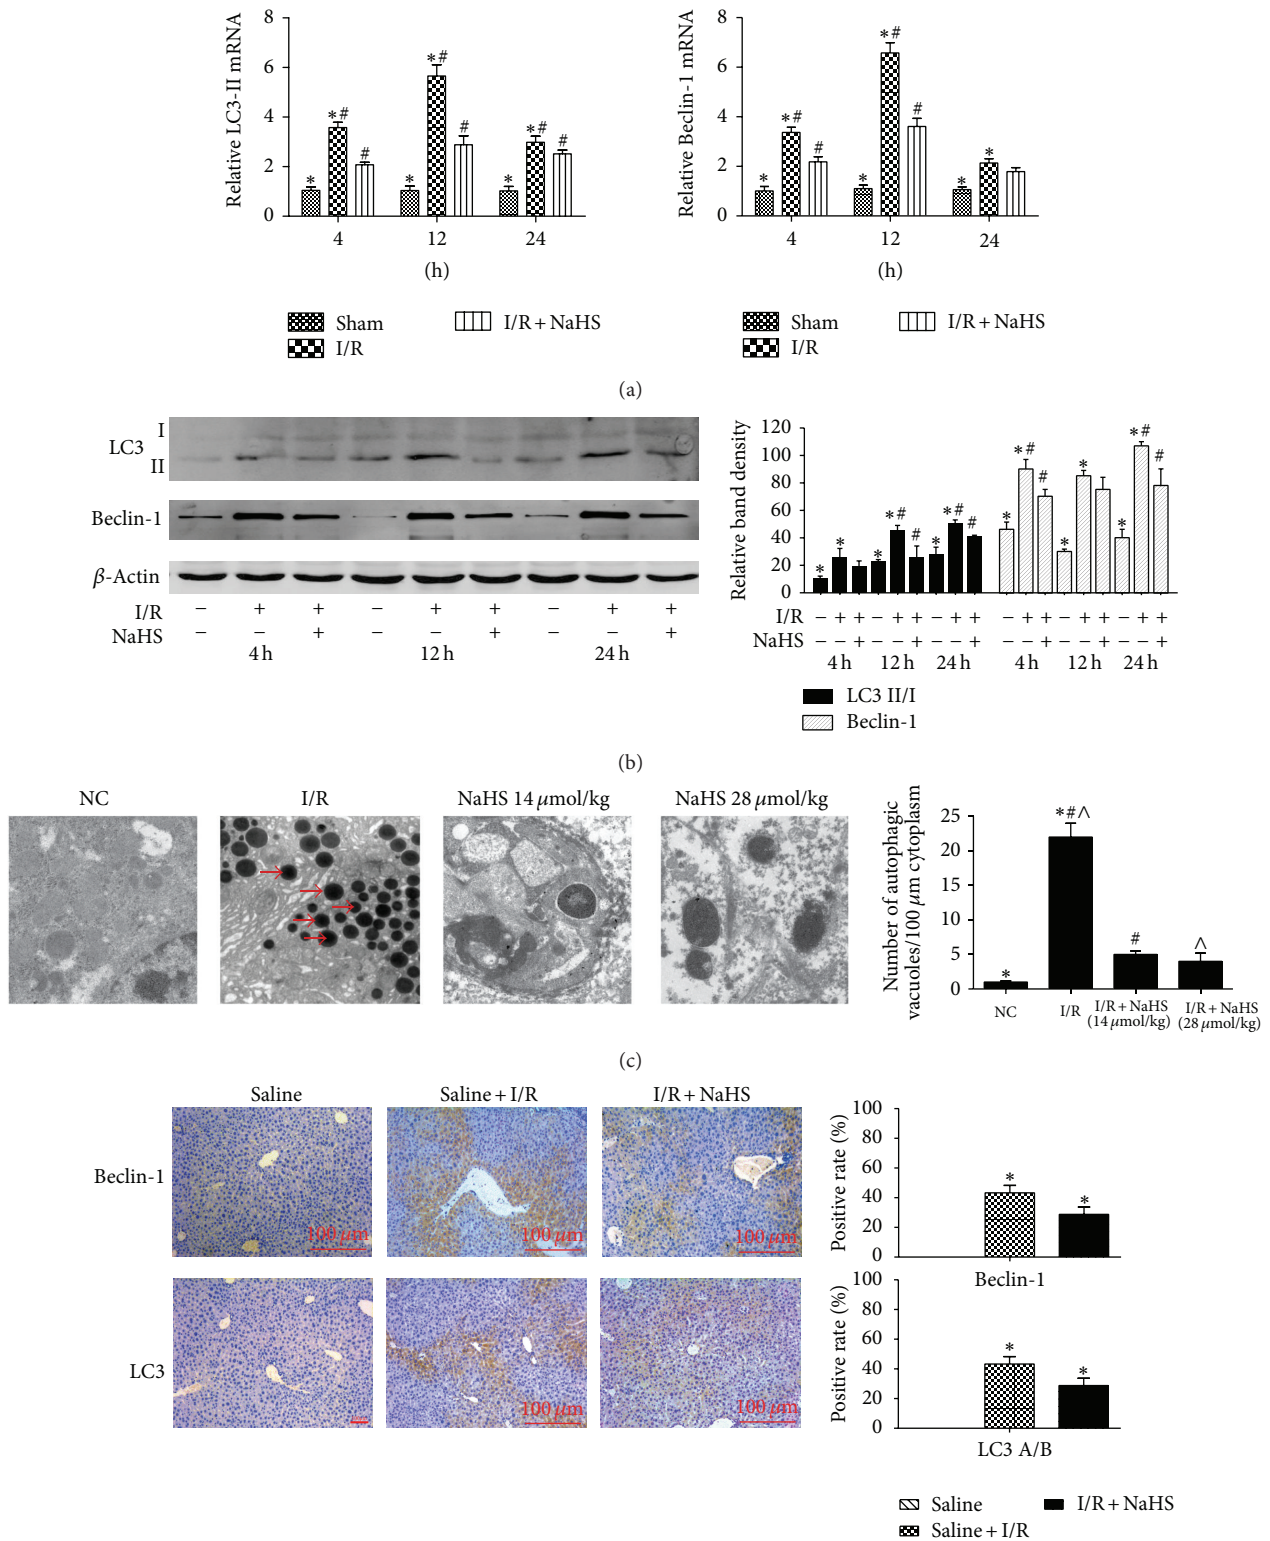 Relative LC3-II mRNA
8
6
4
2
0
* *# #
* *# #
* *# #
4 12 24
(h)
Sham
I/R
I/R + NaHS
Relative Beclin-1 mRNA
8
6
4
2
0
* *# #
* *# #
* *
4 12 24
(h)
Sham
I/R
I/R + NaHS
(a)
LC3
I
II
Beclin-1
β-Actin
I/R − + + − + + − + +
NaHS − − + − − + − − +
4 h 12 h 24 h
Relative band density
120
100
80
60
40
20
0
* * * *# # * *# #
* *# # * * *# #
I/R − + + − + + − + + − + + − + + − + +
NaHS − − + − − + − − + − − + − − + − − +
4 h 12 h 24 h 4 h 12 h 24 h
LC3 II/I
Beclin-1
(b)
NC
I/R
NaHS 14 μmol/kg
NaHS 28 μmol/kg
Number of autophagic
vacuoles/100 μm cytoplasm
25
20
15
10
5
0
* *#^ # ^
NC
I/R
I/R + NaHS
(14 μmol/kg)
I/R + NaHS
(28 μmol/kg)
(c)
Saline
Saline + I/R
I/R + NaHS
Beclin-1
100 μm
100 μm
100 μm
LC3
100 μm
100 μm
Positive rate (%)
100
80
60
40
20
0
* *
Beclin-1
Positive rate (%)
100
80
60
40
20
0
* *
LC3 A/B
Saline
Saline + I/R
I/R + NaHS